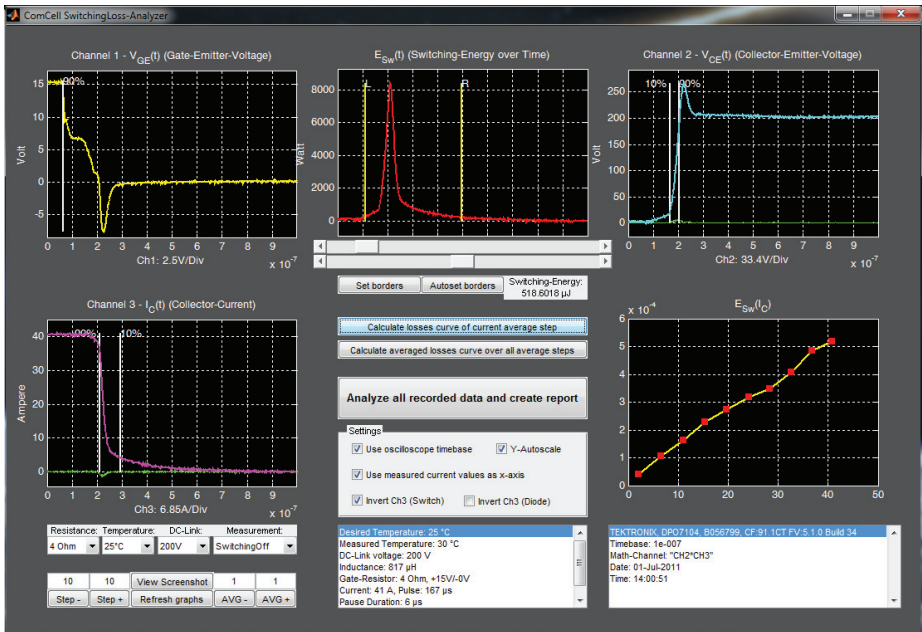 ComCell SwitchingLoss-Analyzer
Channel 1 - VGE(t) (Gate-Emitter-Voltage)
15
10
5
0
-5
Volt
90%
0 1 2 3 4 5 6 7 8 9
Ch1: 2.5V/Div
x 10^-7
ESw(t) (Switching-Energy over Time)
8000
6000
4000
2000
0
Watt
L
R
Channel 2 - VCE(t) (Collector-Emitter-Voltage)
250
200
150
100
50
0
Volt
10%
90%
0 1 2 3 4 5 6 7 8 9
Ch2: 33.4V/Div
x 10^-7
Set borders
Autoset borders
Switching-Energy:
518.6018 µJ
Channel 3 - IC(t) (Collector-Current)
40
30
20
10
0
Ampere
90%
10%
0 1 2 3 4 5 6 7 8 9
Ch3: 6.85A/Div
x 10^-7
Calculate losses curve of current average step
Calculate averaged losses curve over all average steps
Analyze all recorded data and create report
Settings
Use oscilloscope timebase
Y-Autoscale
Use measured current values as x-axis
Invert Ch3 (Switch)
Invert Ch3 (Diode)
ESw(IC)
x 10^-4
6
5
4
3
2
1
0
0 10 20 30 40 50
Resistance: Temperature: DC-Link: Measurement:
4 Ohm 25°C 200V SwitchingOff
10 10 View Screenshot 1 1
Step - Step + Refresh graphs AVG - AVG +
Desired Temperature: 25 °C
Measured Temperature: 30 °C
DC-Link voltage: 200 V
Inductance: 817 µH
Gate-Resistor: 4 Ohm, +15V/-0V
Current: 41 A, Pulse: 167 µs
Pause Duration: 6 µs
TEKTRONIX, DPO7104, B056799, CF:91.1CT FV:5.1.0 Build 34
Timebase: 1e-007
Math-Channel: "CH2*CH3"
Date: 01-Jul-2011
Time: 14:00:51